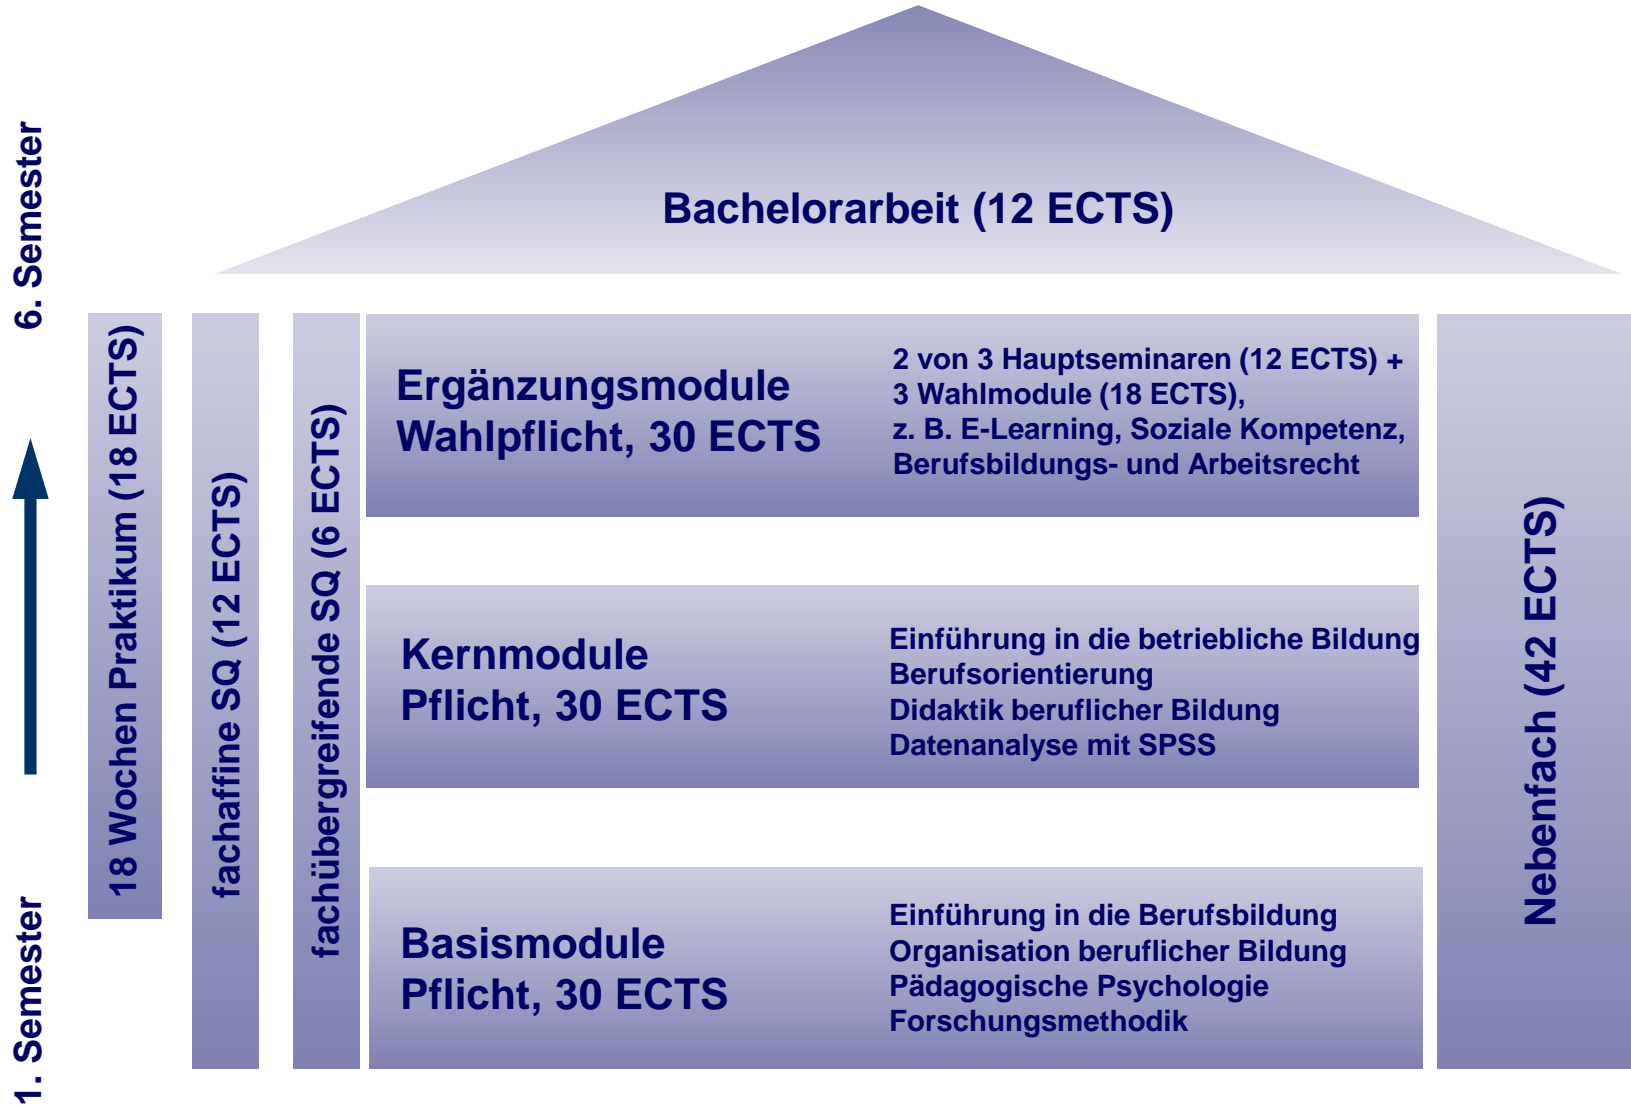 Bachelorarbeit (12 ECTS)
6. Semester
1. Semester
18 Wochen Praktikum (18 ECTS)
fachaffine SQ (12 ECTS)
fachübergreifende SQ (6 ECTS)
Ergänzungsmodule
Wahlpflicht, 30 ECTS
2 von 3 Hauptseminaren (12 ECTS) +
3 Wahlmodule (18 ECTS),
z. B. E-Learning, Soziale Kompetenz,
Berufsbildungs- und Arbeitsrecht
Kernmodule
Pflicht, 30 ECTS
Einführung in die betriebliche Bildung
Berufsorientierung
Didaktik beruflicher Bildung
Datenanalyse mit SPSS
Basismodule
Pflicht, 30 ECTS
Einführung in die Berufsbildung
Organisation beruflicher Bildung
Pädagogische Psychologie
Forschungsmethodik
Nebenfach (42 ECTS)